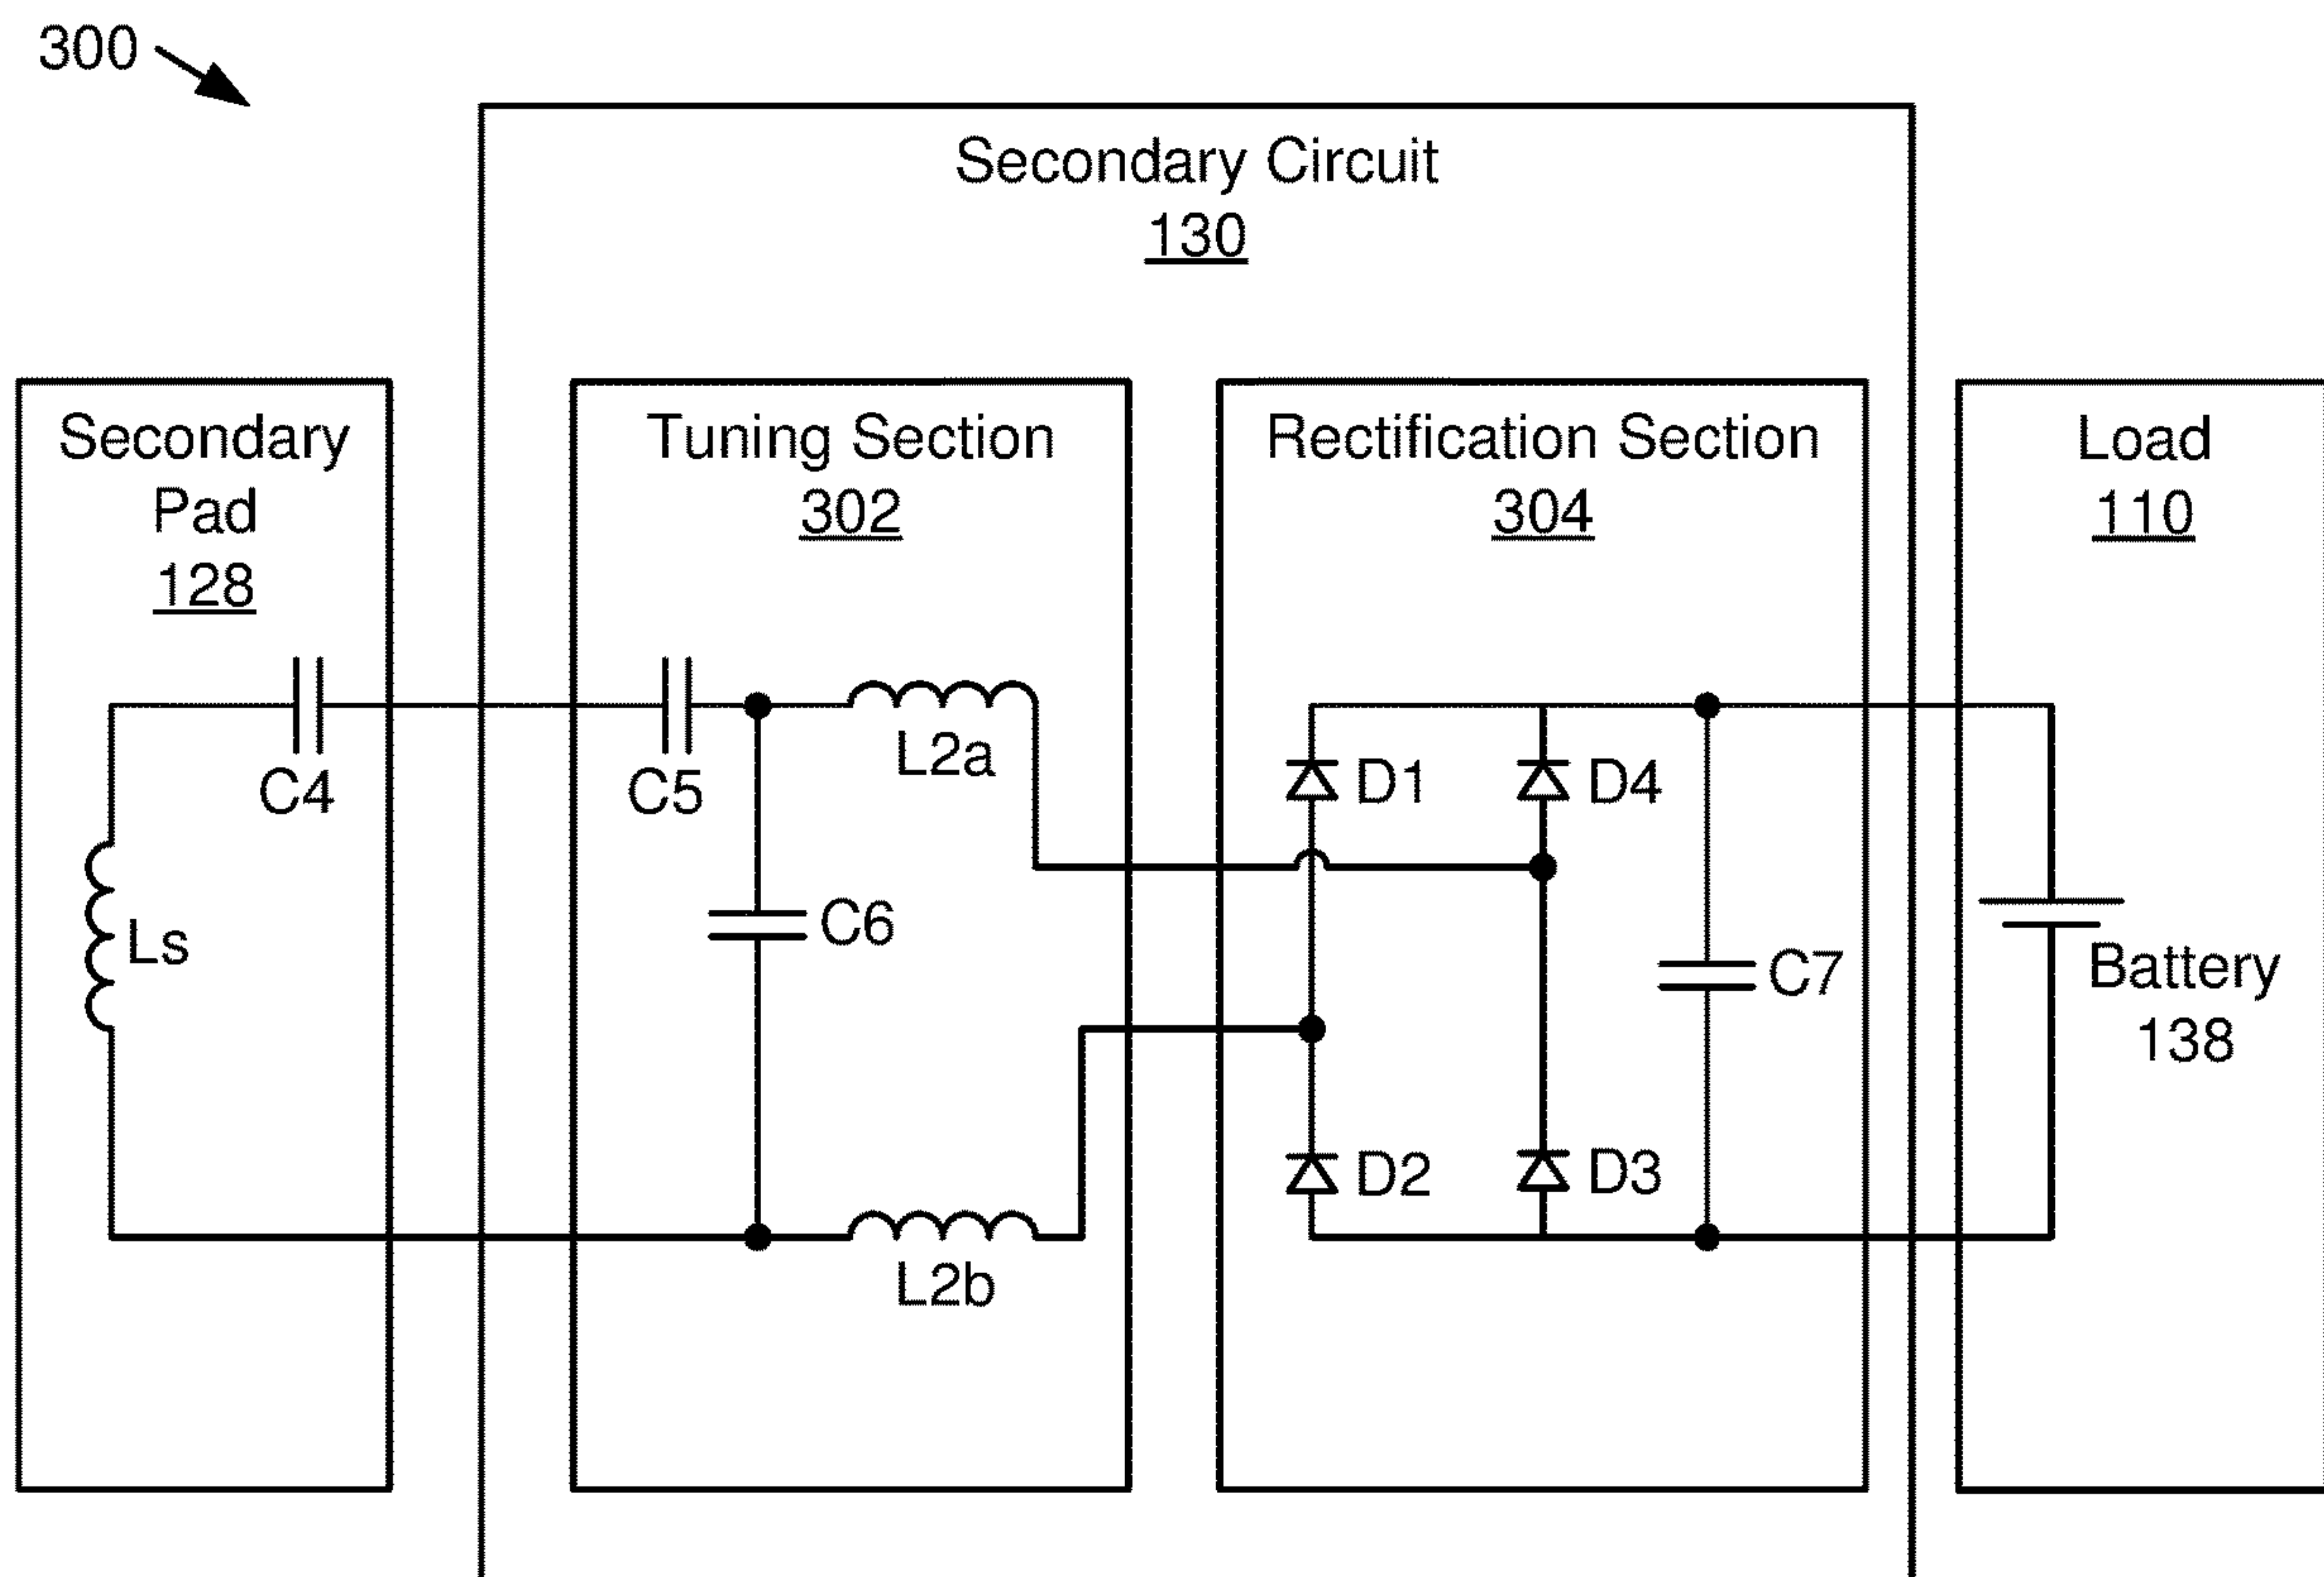 300
Secondary Circuit
130
Secondary
Pad
128
Tuning Section
302
Rectification Section
304
Load
110
C4
Ls
C5
L2a
C6
L2b
D1
D4
D2
D3
C7
Battery
138